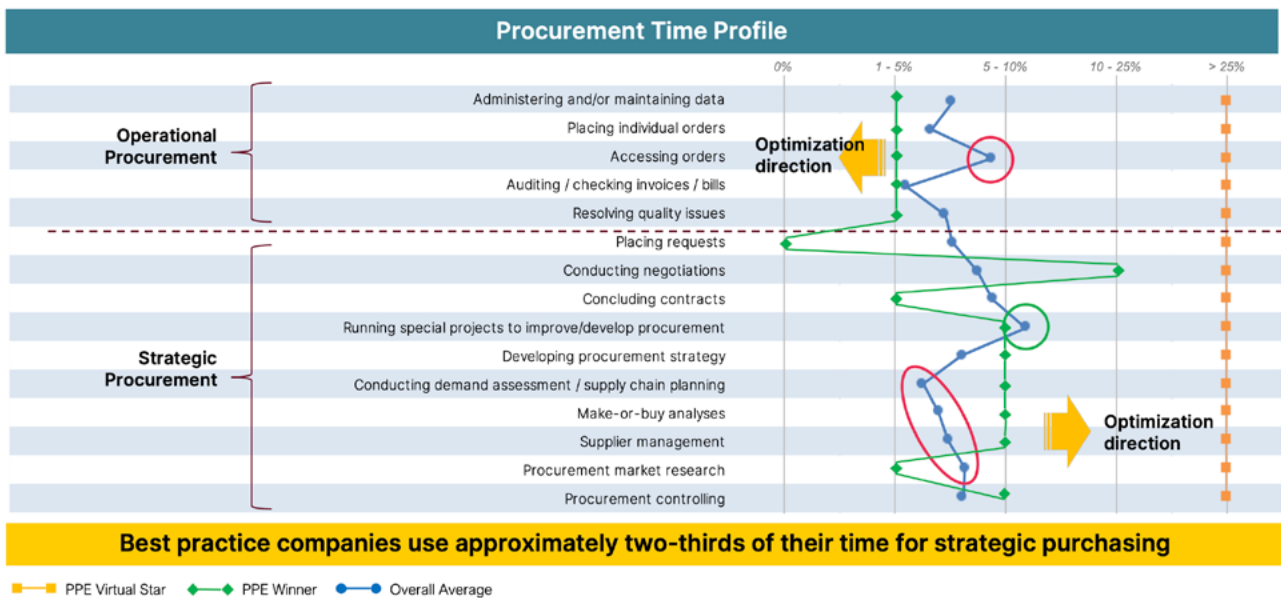 Procurement Time Profile
0%
1 - 5%
5 - 10%
10 - 25%
> 25%
Operational
Procurement
Administering and/or maintaining data
Placing individual orders
Accessing orders
Auditing / checking invoices / bills
Resolving quality issues
Optimization
direction
Strategic
Procurement
Placing requests
Conducting negotiations
Concluding contracts
Running special projects to improve/develop procurement
Developing procurement strategy
Conducting demand assessment / supply chain planning
Make-or-buy analyses
Supplier management
Procurement market research
Procurement controlling
Optimization
direction
Best practice companies use approximately two-thirds of their time for strategic purchasing
PPE Virtual Star
PPE Winner
Overall Average